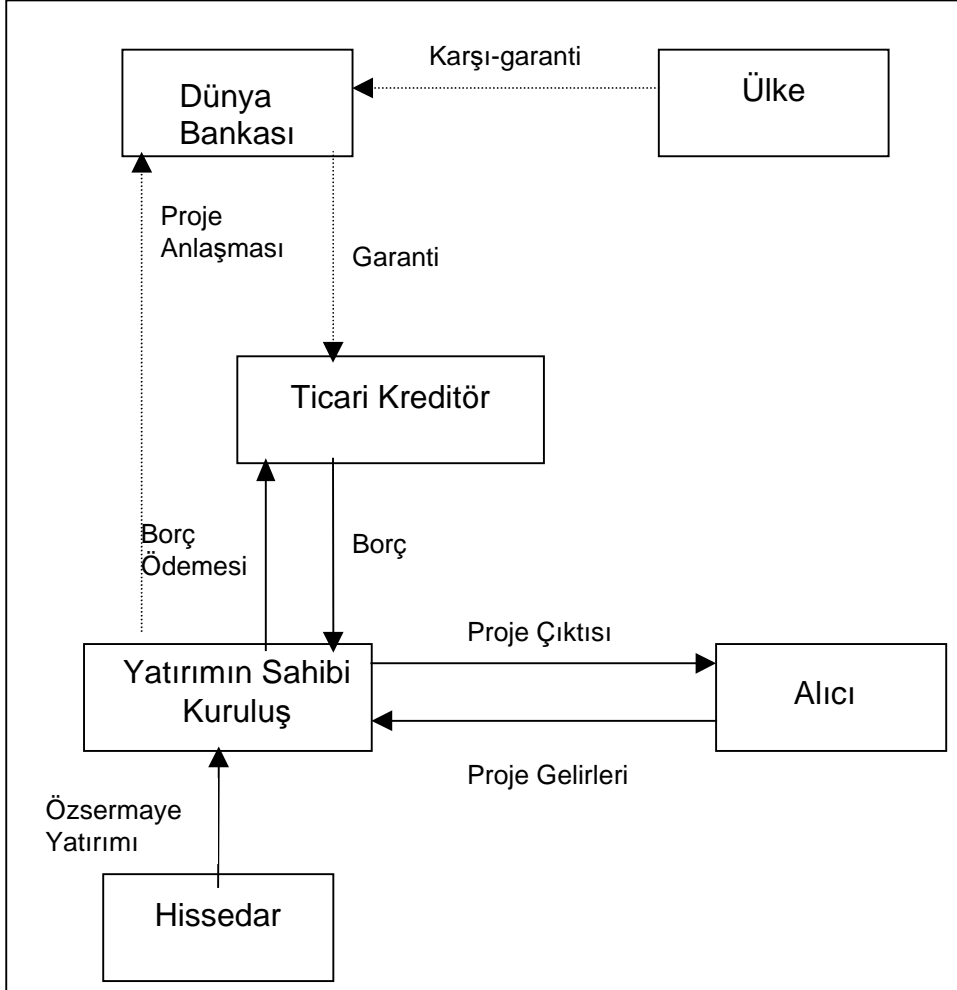 Karşı-garanti
Dünya
Bankası
Ülke
Proje
Anlaşması
Garanti
Ticari Kreditör
Borç
Ödemesi
Borç
Proje Çıktısı
Yatırımın Sahibi
Kuruluş
Alıcı
Proje Gelirleri
Özsermaye
Yatırımı
Hissedar